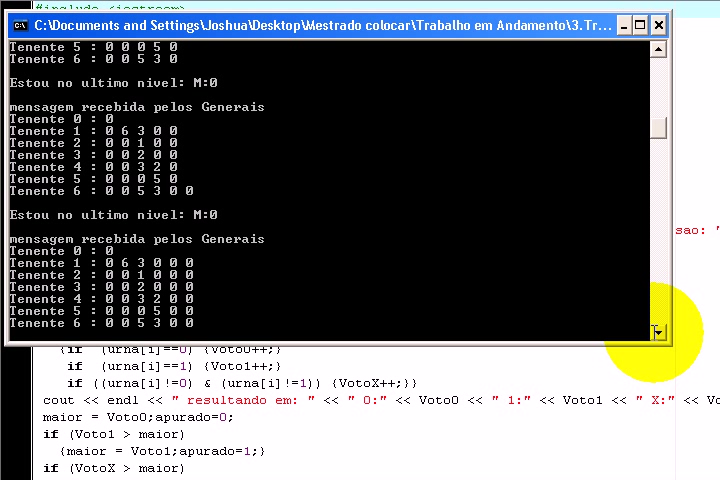 #include <iostream>
C:\Documents and Settings\Joshua\Desktop\Mestrado colocar\Trabalho em Andamento\3.Tr...
Tenente 5 : 0 0 0 5 0
Tenente 6 : 0 0 5 3 0
Estou no ultimo nivel: M:0
mensagem recebida pelos Generais
Tenente 0 : 0
Tenente 1 : 0 6 3 0 0
Tenente 2 : 0 0 1 0 0
Tenente 3 : 0 0 2 0 0
Tenente 4 : 0 0 3 2 0
Tenente 5 : 0 0 0 5 0
Tenente 6 : 0 0 5 3 0 0
Estou no ultimo nivel: M:0
sao: "
mensagem recebida pelos Generais
Tenente 0 : 0
Tenente 1 : 0 6 3 0 0 0
Tenente 2 : 0 0 1 0 0 0
Tenente 3 : 0 0 2 0 0 0
Tenente 4 : 0 0 3 2 0 0
Tenente 5 : 0 0 0 5 0 0
Tenente 6 : 0 0 5 3 0 0
{if (urna[i]==0) {Voto0++;}
if (urna[i]==1) {Voto1++;}
if ((urna[i]!=0) & (urna[i]!=1)) {VotoX++;}}
cout << endl << " resultando em: " << " 0:" << Voto0 << " 1:" << Voto1 << " X:" << Vo
maior = Voto0;apurado=0;
if (Voto1 > maior)
{maior = Voto1;apurado=1;}
if (VotoX > maior)